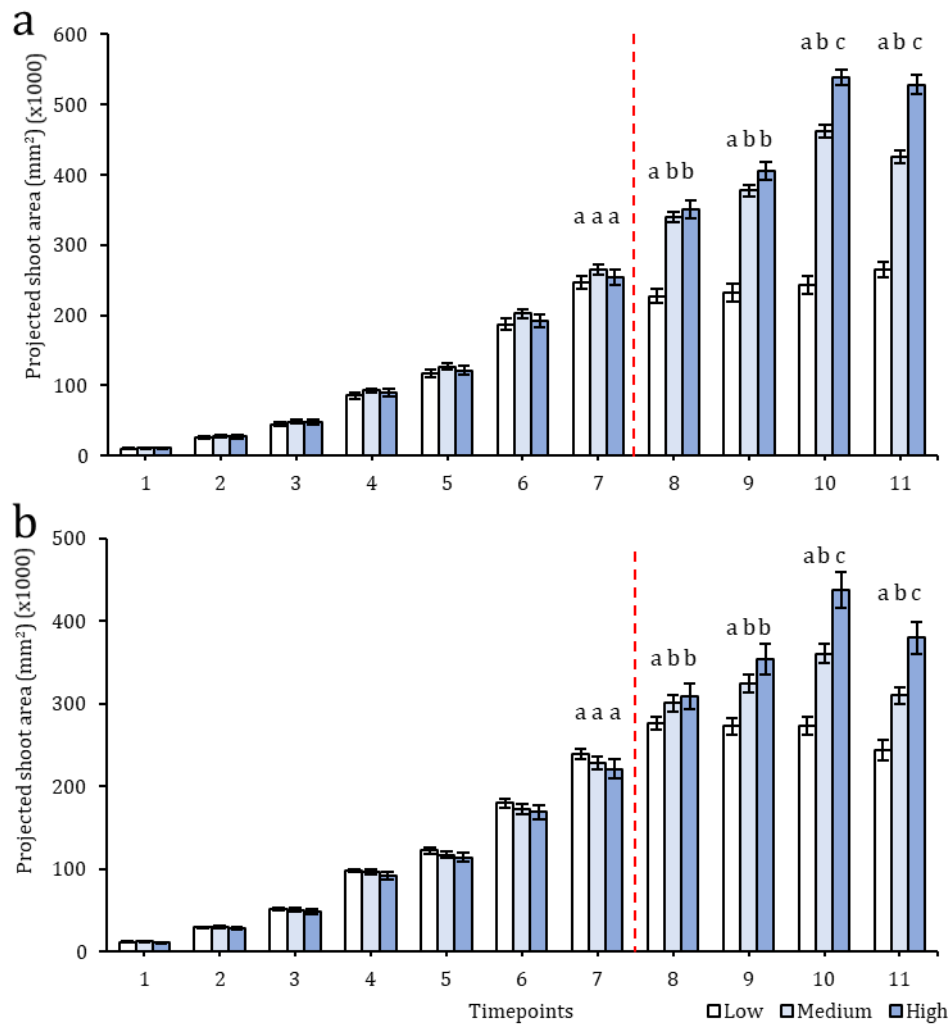 a
Projected shoot area (mm²) (x1000)
600
500
400
300
200
100
0
a a a
a b b
a b b
a b c
a b c
1 2 3 4 5 6 7 8 9 10 11
b
Projected shoot area (mm²) (x1000)
500
400
300
200
100
0
a a a
a b b
a b b
a b c
a b c
1 2 3 4 5 6 7 8 9 10 11
Timepoints
Low Medium High